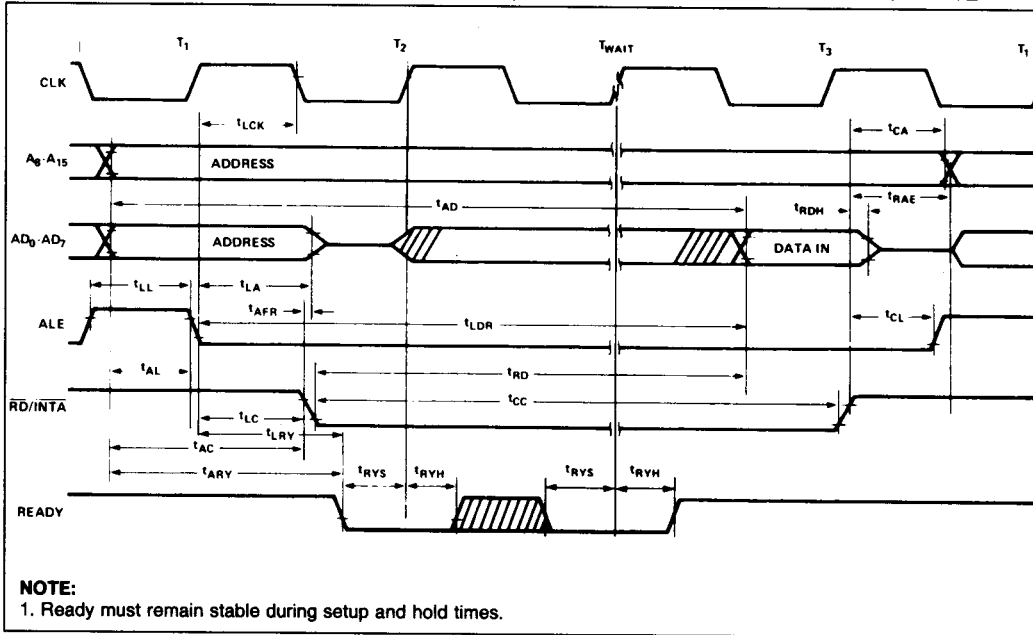 T1 T2 TWAIT T3 T1
CLK
tLCK tCA
A8-A15 ADDRESS
tAD tRDH tRAE
AD0-AD7 ADDRESS DATA IN
tLL tLA
tAFR tLDR tCL
ALE
tAL tRD
tCC
RD/INTA
tLC
tLRY
tAC
tARY tRYS tRYH tRYS tRYH
READY
NOTE:
1. Ready must remain stable during setup and hold times.